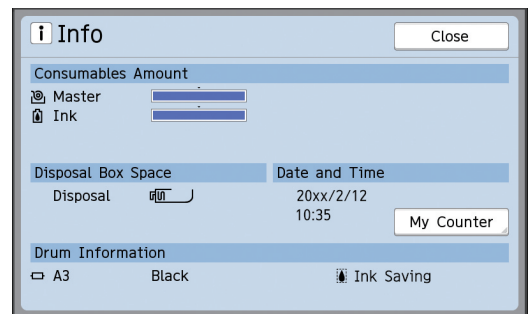 i Info
Close
Consumables Amount
Master
Ink
Disposal Box Space
Date and Time
Disposal
20xx/2/12
10:35
My Counter
Drum Information
A3 Black Ink Saving